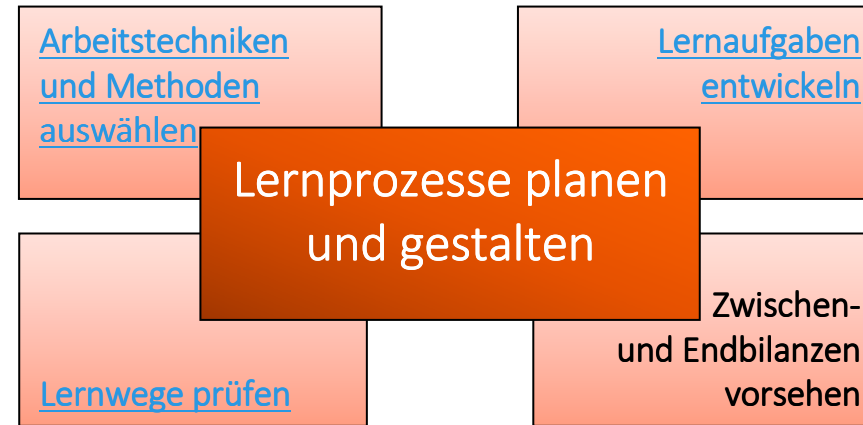 Arbeitstechniken
und Methoden
auswählen
Lernaufgaben
entwickeln
Lernprozesse planen
und gestalten
Lernwege prüfen
Zwischen-
und Endbilanzen
vorsehen